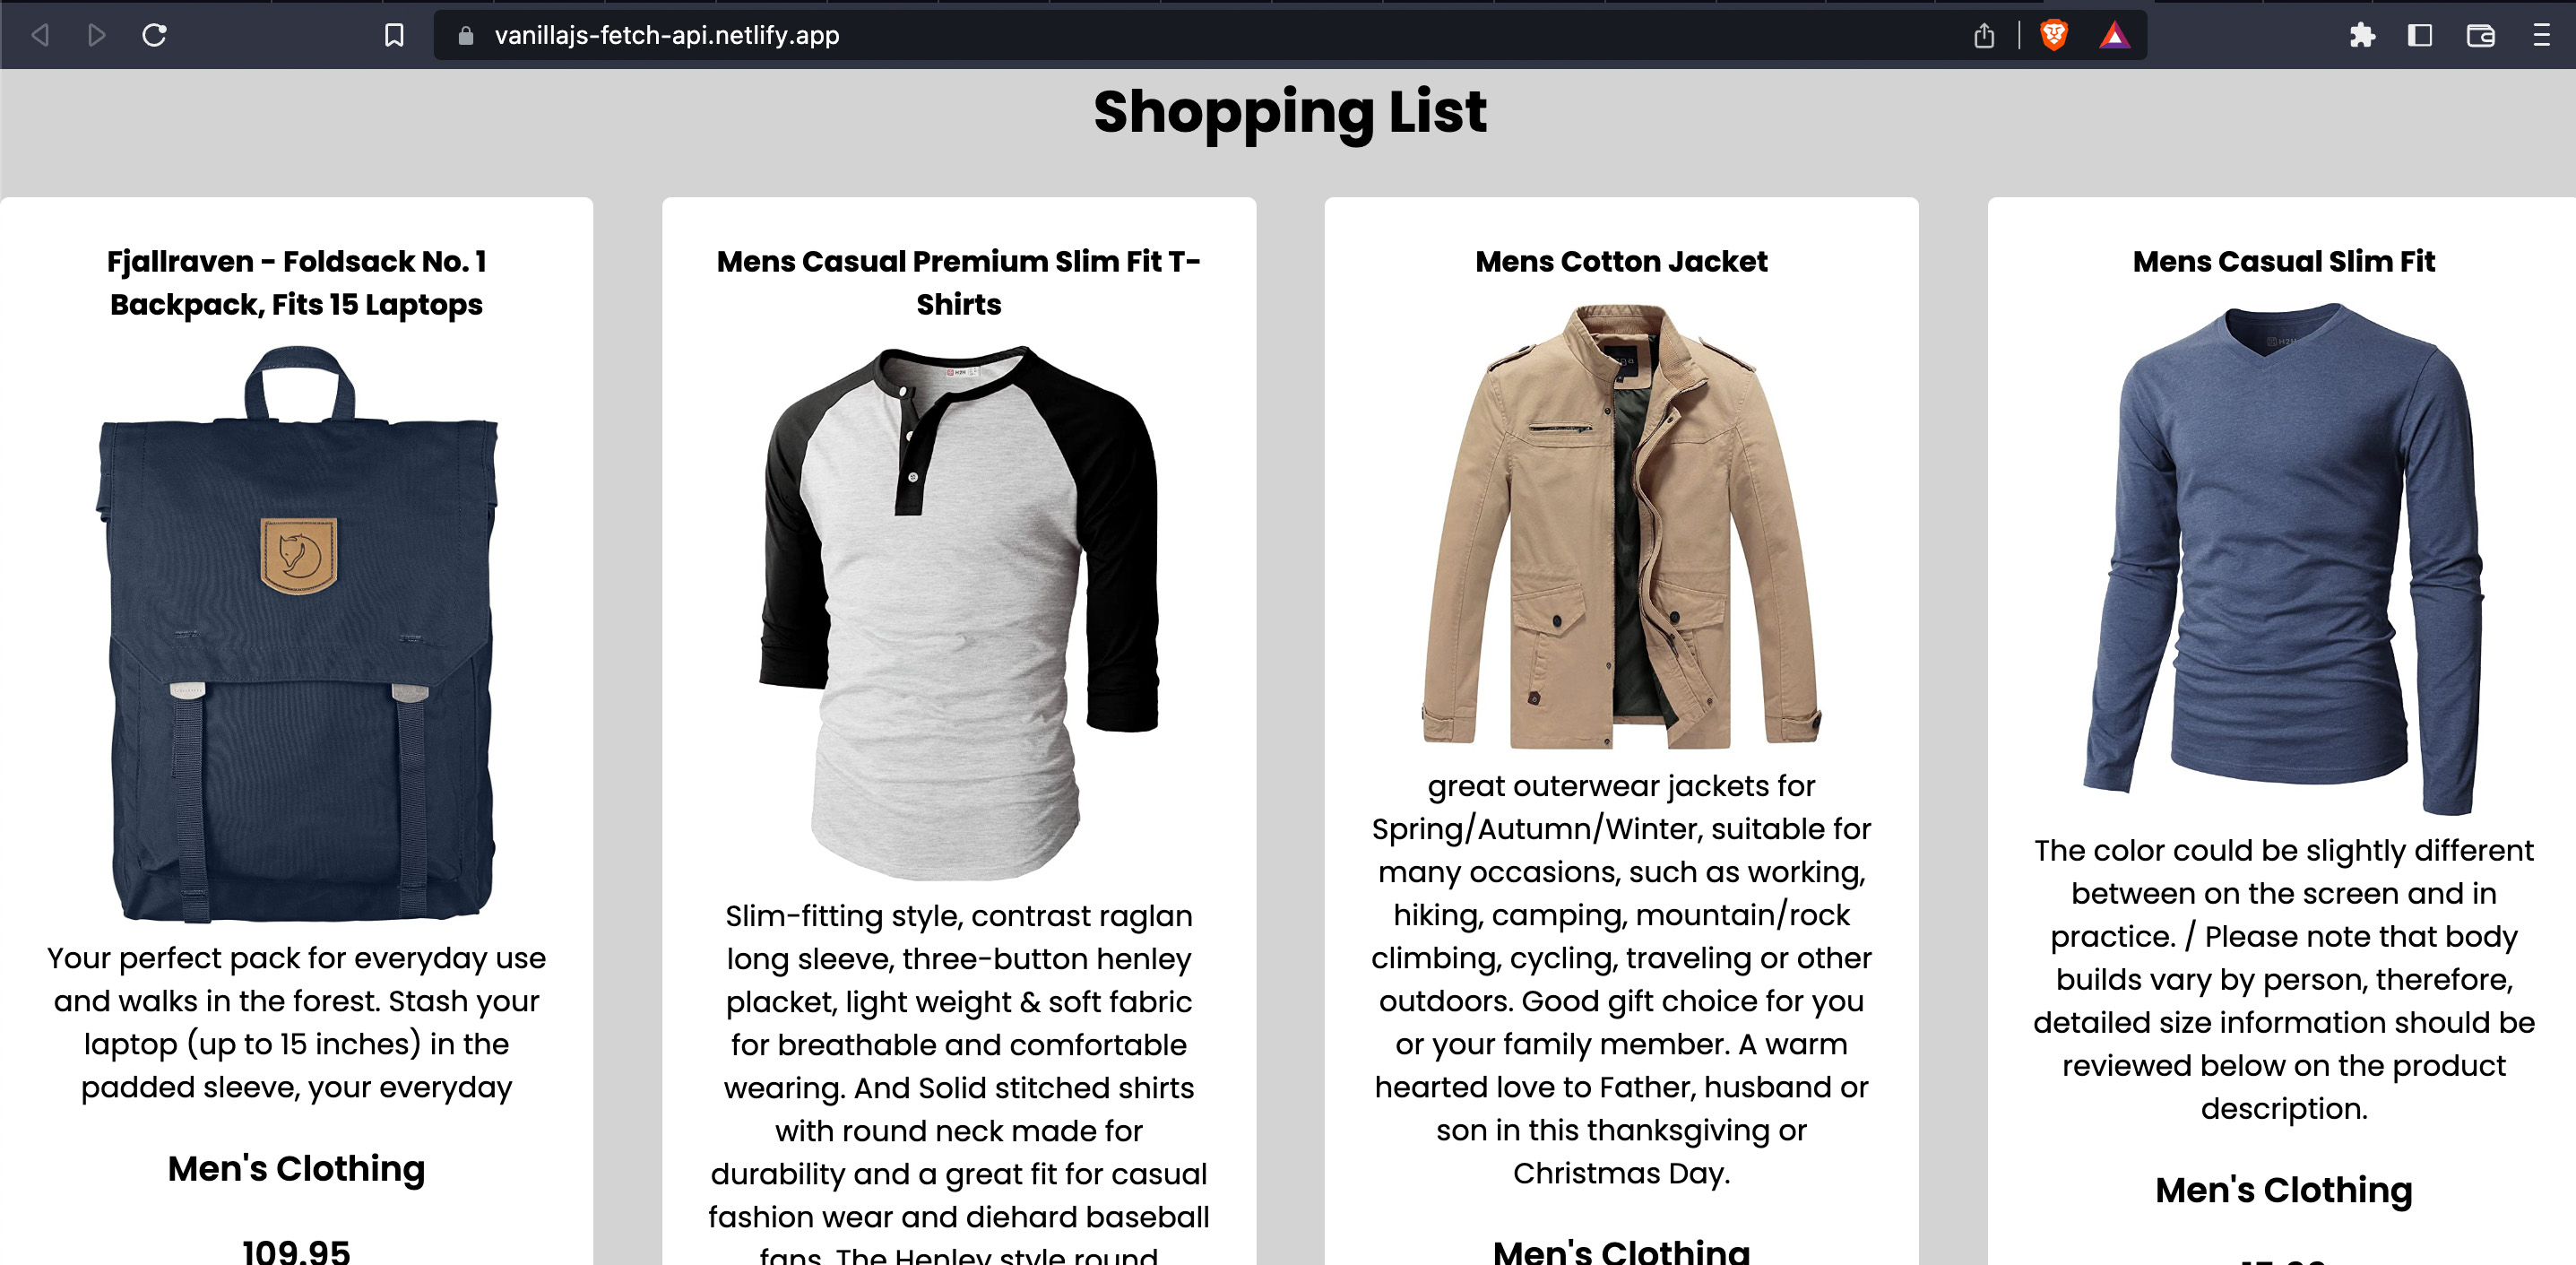 vanillajs-fetch-api.netlify.app
Shopping List
Fjallraven - Foldsack No. 1
Backpack, Fits 15 Laptops
Your perfect pack for everyday use
and walks in the forest. Stash your
laptop (up to 15 inches) in the
padded sleeve, your everyday
Men's Clothing
109.95
Mens Casual Premium Slim Fit T-
Shirts
Slim-fitting style, contrast raglan
long sleeve, three-button henley
placket, light weight & soft fabric
for breathable and comfortable
wearing. And Solid stitched shirts
with round neck made for
durability and a great fit for casual
fashion wear and diehard baseball
fans. The Henley style round
Mens Cotton Jacket
great outerwear jackets for
Spring/Autumn/Winter, suitable for
many occasions, such as working,
hiking, camping, mountain/rock
climbing, cycling, traveling or other
outdoors. Good gift choice for you
or your family member. A warm
hearted love to Father, husband or
son in this thanksgiving or
Christmas Day.
Men's Clothing
Mens Casual Slim Fit
The color could be slightly different
between on the screen and in
practice. / Please note that body
builds vary by person, therefore,
detailed size information should be
reviewed below on the product
description.
Men's Clothing